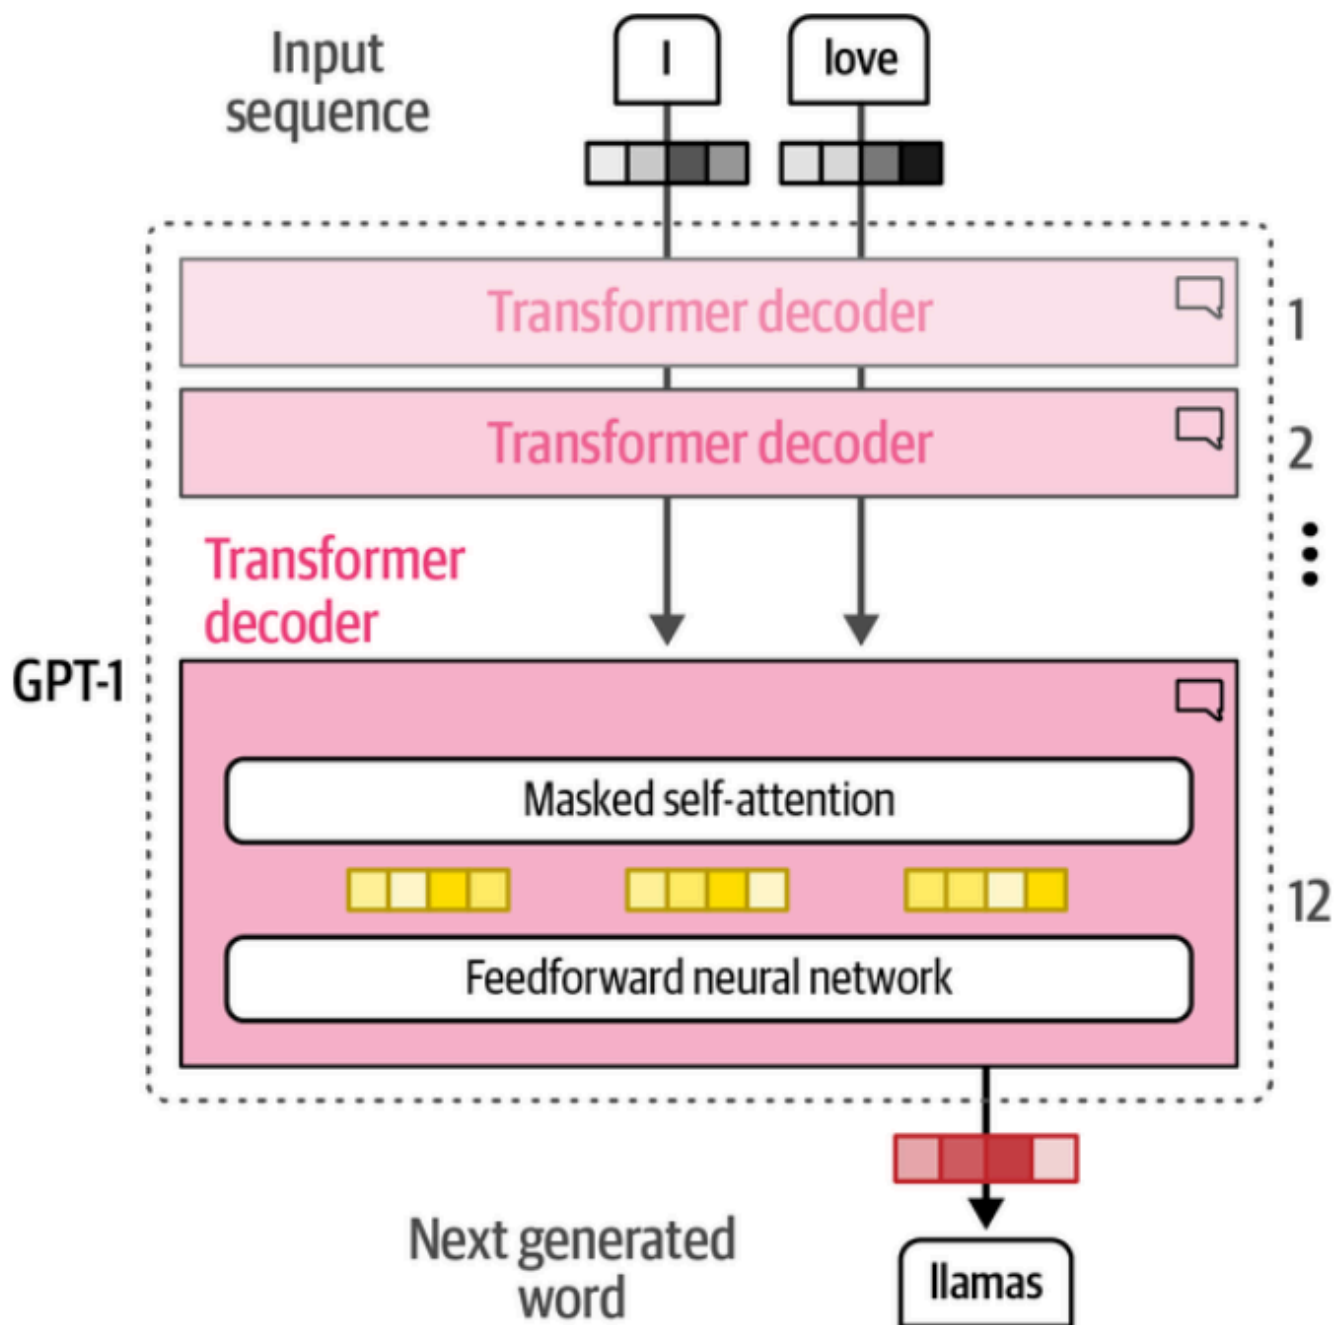 Input
sequence
I
love
Transformer decoder
1
Transformer decoder
2
Transformer
decoder
GPT-1
Masked self-attention
12
Feedforward neural network
Next generated
word
llamas